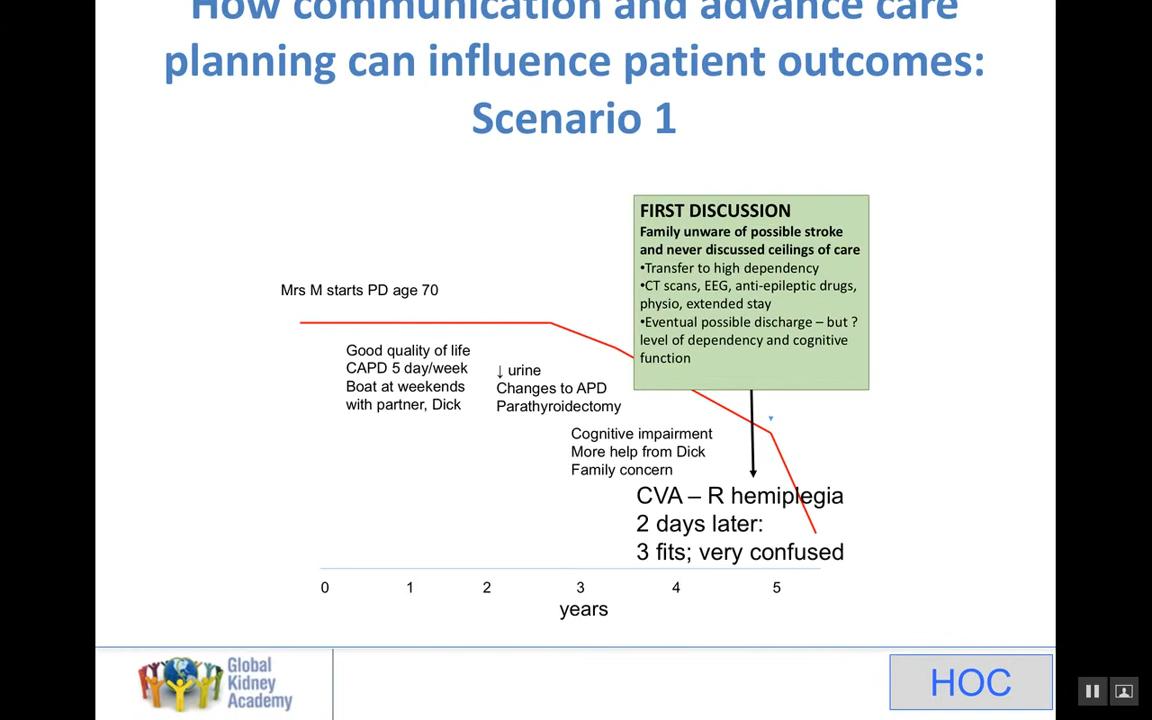 How communication and advance care
planning can influence patient outcomes:
Scenario 1
FIRST DISCUSSION
Family unware of possible stroke
and never discussed ceilings of care
•Transfer to high dependency
•CT scans, EEG, anti-epileptic drugs,
physio, extended stay
•Eventual possible discharge – but ?
level of dependency and cognitive
function
Mrs M starts PD age 70
Good quality of life
CAPD 5 day/week
Boat at weekends
with partner, Dick
↓ urine
Changes to APD
Parathyroidectomy
Cognitive impairment
More help from Dick
Family concern
CVA – R hemiplegia
2 days later:
3 fits; very confused
0 1 2 3 4 5
years
Global
Kidney
Academy
HOC